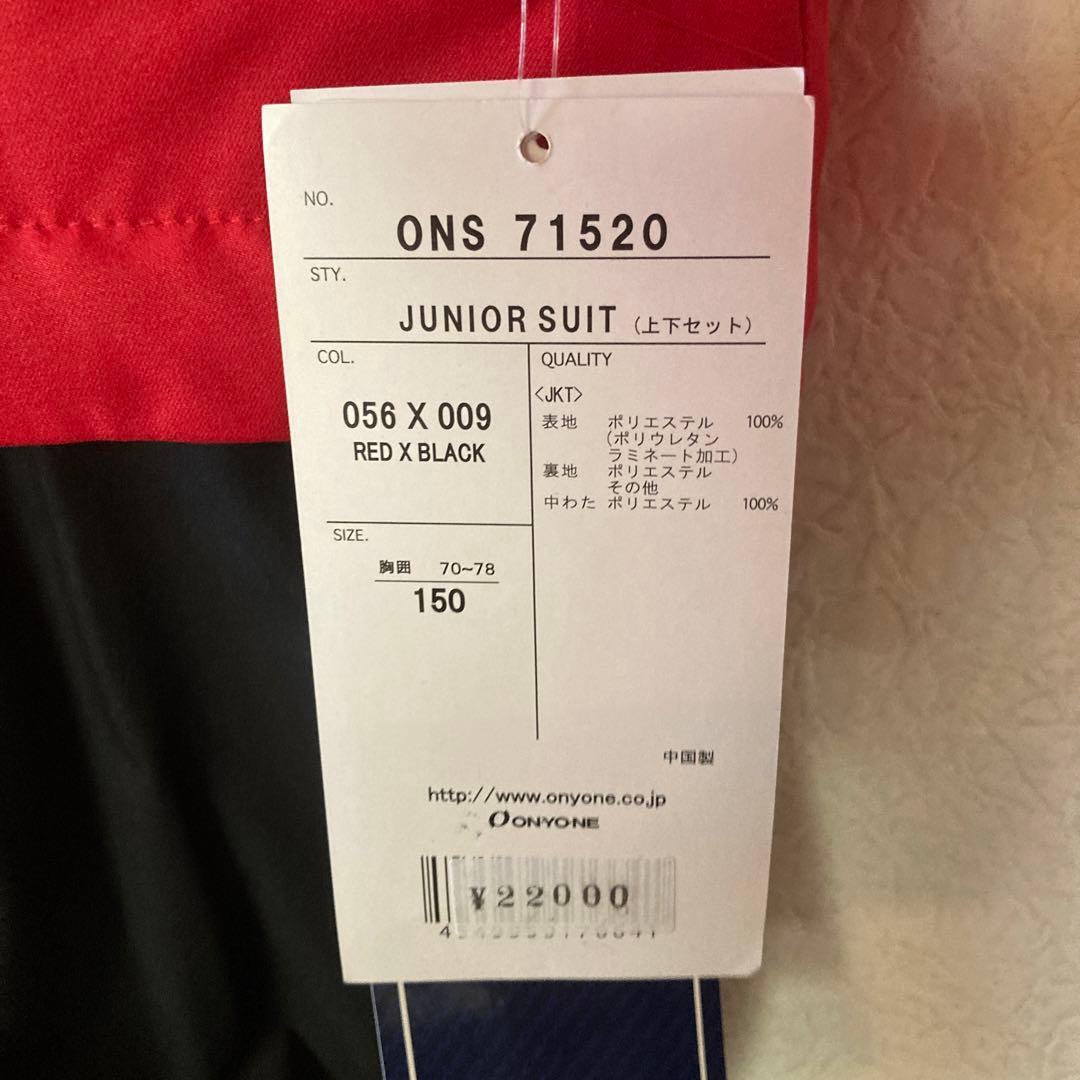 NO.
ONS 71520
STY.
JUNIOR SUIT (上下セット)
COL.
056 X 009
RED X BLACK
SIZE.
胸囲 70~78
150
QUALITY
<JKT>
表地 ポリエステル 100%
(ポリウレタン
ラミネート加工)
裏地 ポリエステル
その他
中わた ポリエステル 100%
中国製
http://www.onyone.co.jp
ONYONE
¥22000